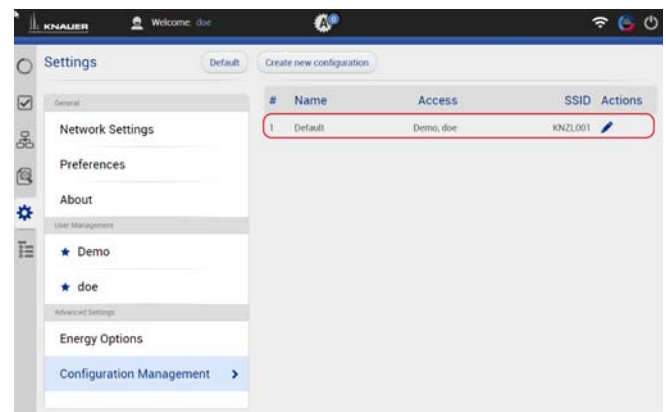 KNAUER Welcome: doe A
Settings Default Create new configuration
General
Network Settings
Preferences
About
User Management
Demo
doe
Advanced Settings
Energy Options
Configuration Management
# Name Access SSID Actions
1 Default Demo, doe KNZL001